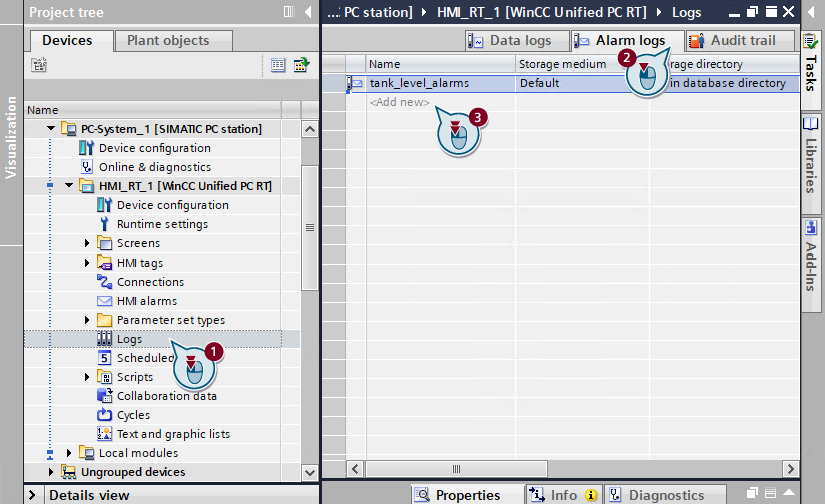 Project tree
Devices
Plant objects
Visualization
Name
PC-System_1 [SIMATIC PC station]
Device configuration
Online & diagnostics
HMI_RT_1 [WinCC Unified PC RT]
Device configuration
Runtime settings
Screens
HMI tags
Connections
HMI alarms
Parameter set types
Logs
1
5 Scheduled
Scripts
Collaboration data
Cycles
Text and graphic lists
Local modules
Ungrouped devices
Details view
...: PC station] HMI_RT_1 [WinCC Unified PC RT] Logs
Data logs
Alarm logs
Audit trail
Name
Storage medium
2
rage directory
tank_level_alarms
Default
in database directory
<Add new>
3
Properties
Info
Diagnostics
Tasks
Libraries
Add-Ins